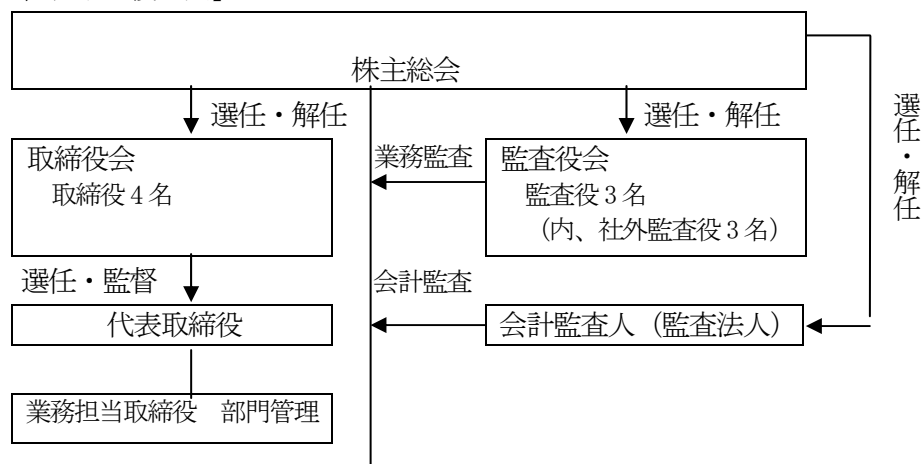 株主総会
選任・解任
選任・解任
選任・解任
取締役会
取締役4名
業務監査
監査役会
監査役3名
（内、社外監査役3名）
選任・監督
会計監査
代表取締役
会計監査人（監査法人）
業務担当取締役　部門管理